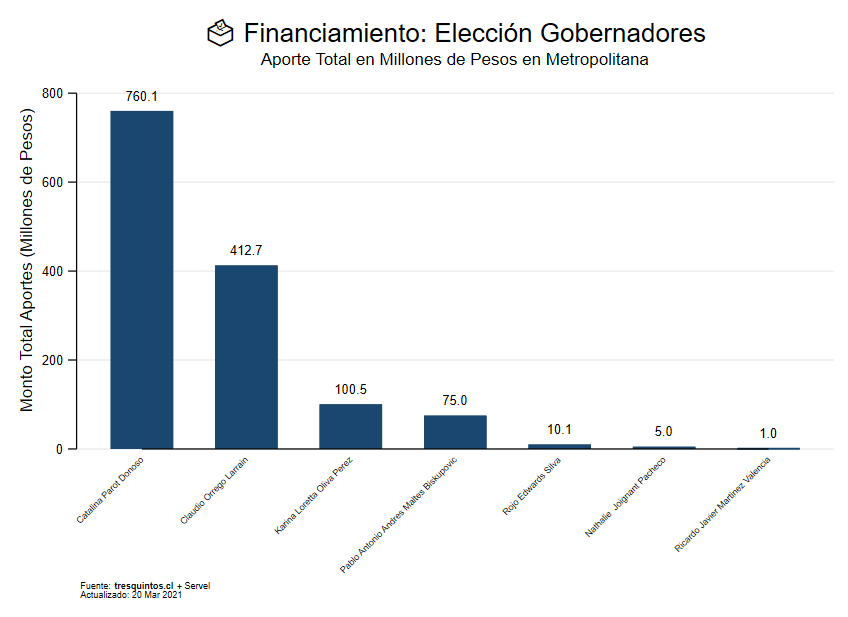 Financiamiento: Elección Gobernadores
Aporte Total en Millones de Pesos en Metropolitana
Monto Total Aportes (Millones de Pesos)
800
600
400
200
0
760.1
412.7
100.5
75.0
10.1
5.0
1.0
Catalina Parot Donoso
Claudio Orrego Larrain
Karina Loretta Oliva Perez
Pablo Antonio Andres Maltes Biskupovic
Rojo Edwards Silva
Nathalie Joignant Pacheco
Ricardo Javier Martinez Valencia
Fuente: tresquintos.cl + Servel
Actualizado: 20 Mar 2021